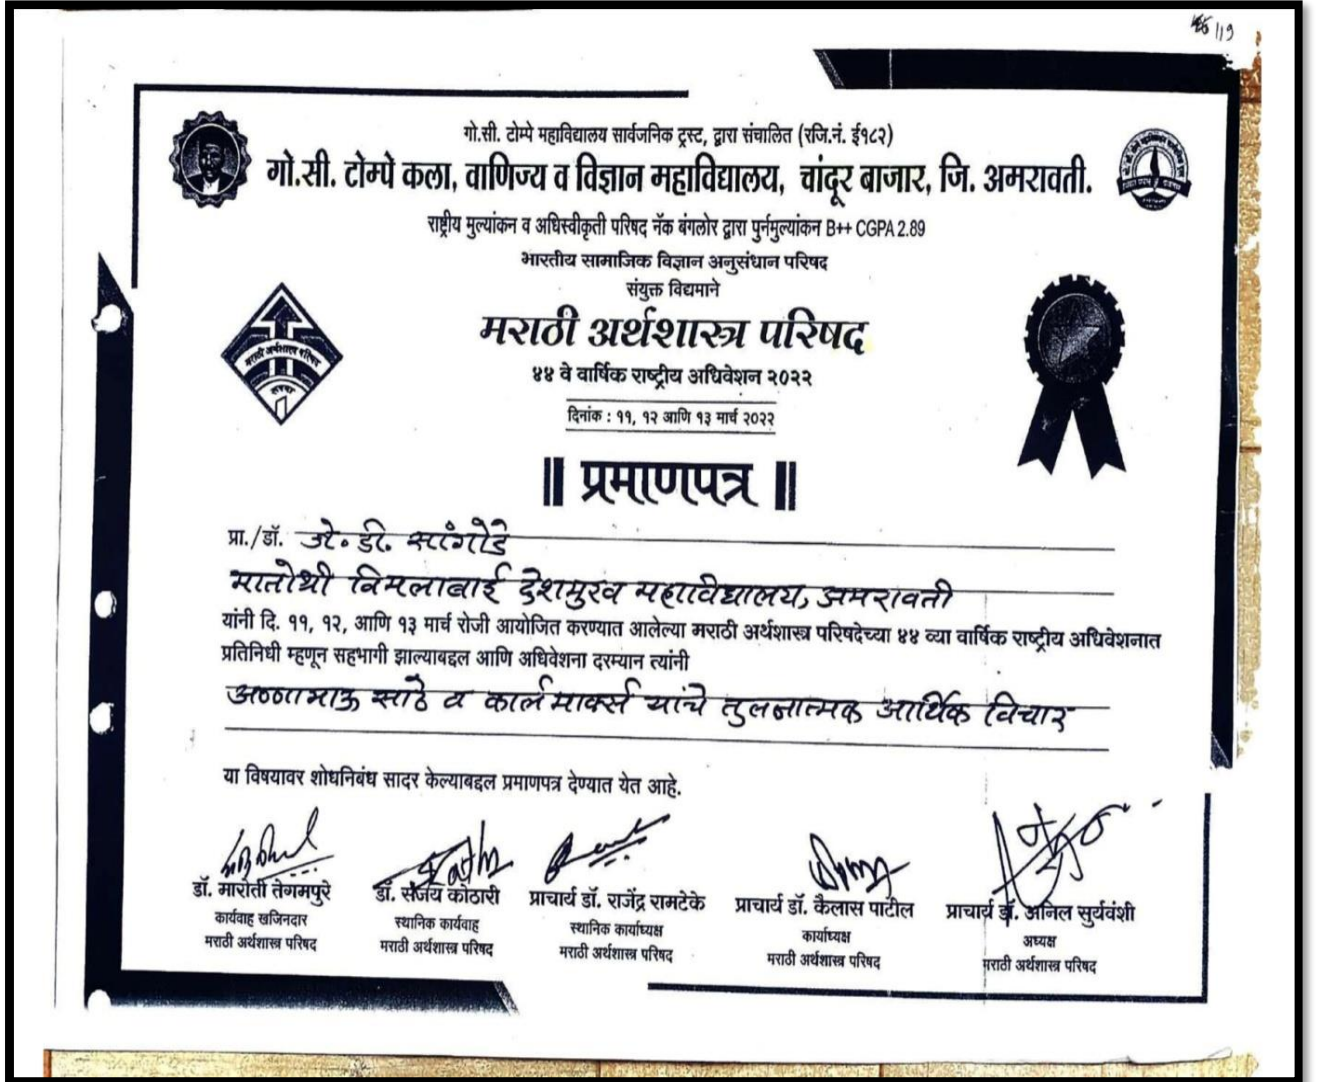 119
गो.सी. टोम्पे महाविद्यालय सार्वजनिक ट्रस्ट, द्वारा संचालित (रजि.नं. ई१८२)
गो.सी. टोम्पे कला, वाणिज्य व विज्ञान महाविद्यालय, चांदूर बाजार, जि. अमरावती.
राष्ट्रीय मुल्यांकन व अधिस्वीकृती परिषद नॅक बंगलोर द्वारा पुर्नमुल्यांकन B++ CGPA 2.89
भारतीय सामाजिक विज्ञान अनुसंधान परिषद
संयुक्त विद्यमाने
मराठी अर्थशास्त्र परिषद
मराठी अर्थशास्त्र परिषद
४४ वे वार्षिक राष्ट्रीय अधिवेशन २०२२
दिनांक : ११, १२ आणि १३ मार्च २०२२
|| प्रमाणपत्र ||
प्रा./डॉ. जे. डी. सांगोडे
मातोश्री विमलाबाई देशमुख महाविद्यालय, अमरावती
यांनी दि. ११, १२, आणि १३ मार्च रोजी आयोजित करण्यात आलेल्या मराठी अर्थशास्त्र परिषदेच्या ४४ व्या वार्षिक राष्ट्रीय अधिवेशनात
प्रतिनिधी म्हणून सहभागी झाल्याबद्दल आणि अधिवेशना दरम्यान त्यांनी
अण्णाभाऊ साठे व कार्ल मार्क्स यांचे तुलनात्मक आर्थिक विचार
या विषयावर शोधनिबंध सादर केल्याबद्दल प्रमाणपत्र देण्यात येत आहे.
डॉ. मारोती तेगमपुरे डॉ. संजय कोठारी प्राचार्य डॉ. राजेंद्र रामटेके प्राचार्य डॉ. कैलास पाटील प्राचार्य डॉ. अनिल सुर्यवंशी
कार्यवाह खजिनदार स्थानिक कार्यवाह स्थानिक कार्याध्यक्ष कार्याध्यक्ष अध्यक्ष
मराठी अर्थशास्त्र परिषद मराठी अर्थशास्त्र परिषद मराठी अर्थशास्त्र परिषद मराठी अर्थशास्त्र परिषद मराठी अर्थशास्त्र परिषद